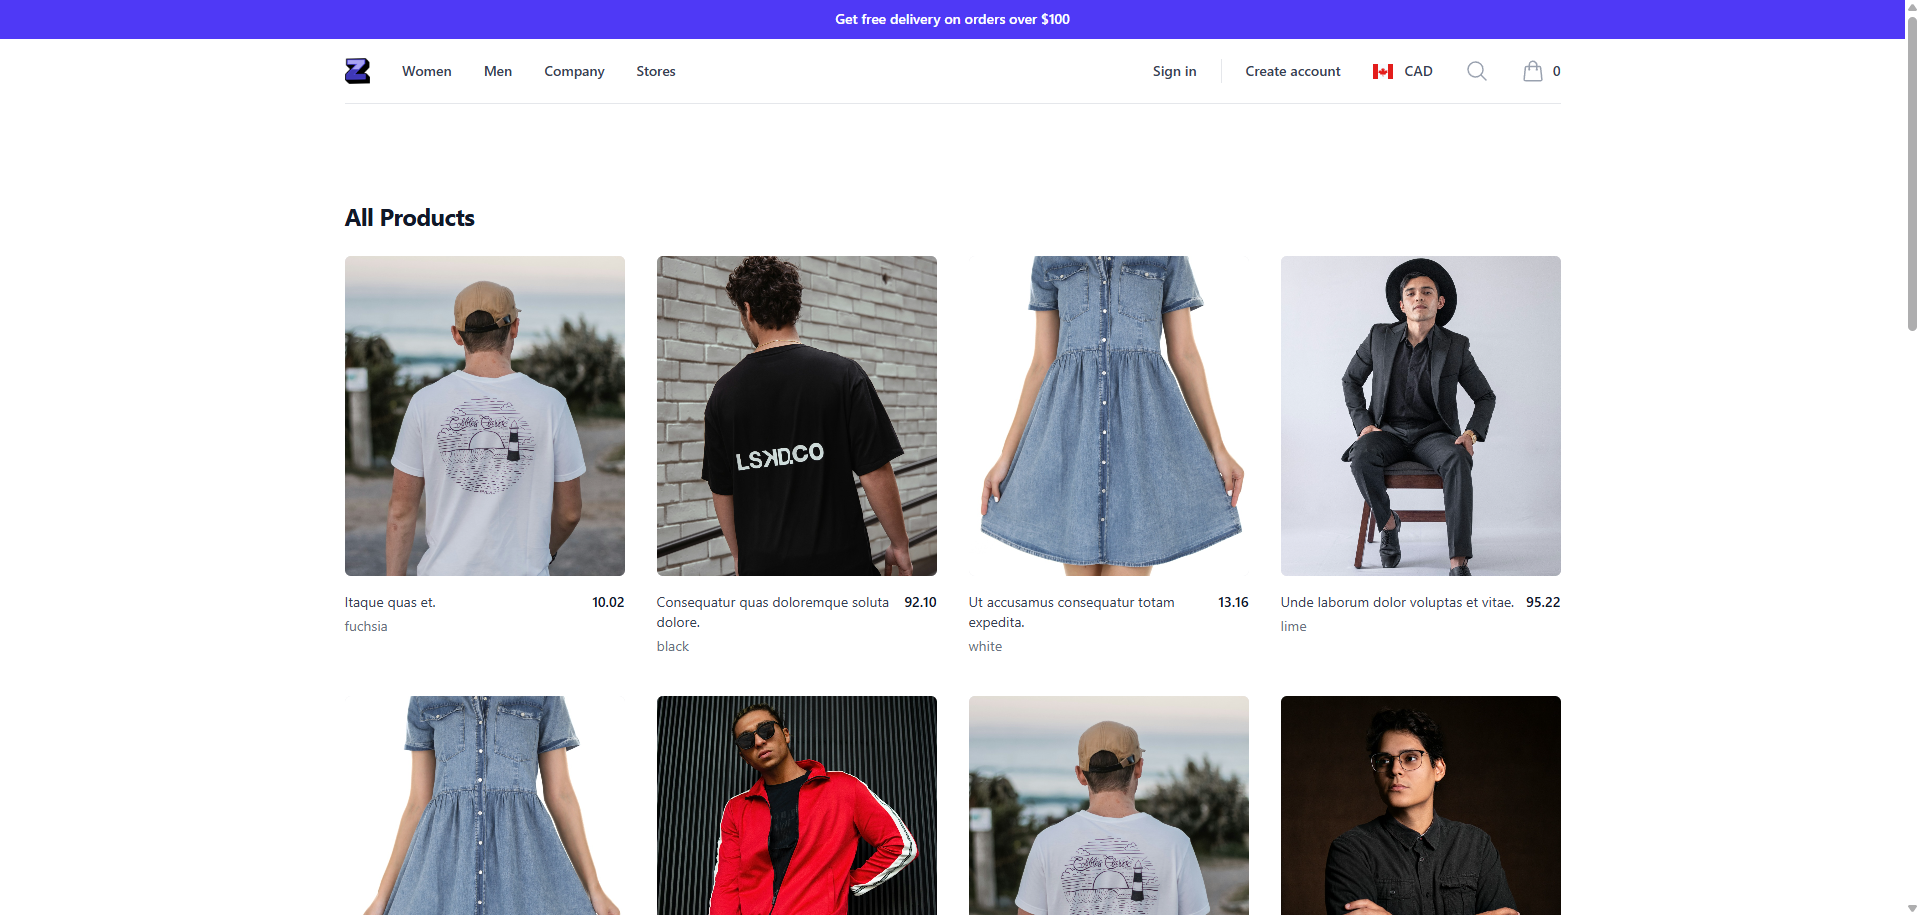 Get free delivery on orders over $100
Z Women Men Company Stores Sign in Create account CAD 0
All Products
LSKD.CO
Itaque quas et. 10.02
fuchsia
Consequatur quas doloremque soluta 92.10
dolore.
black
Ut accusamus consequatur totam 13.16
expedita.
white
Unde laborum dolor voluptas et vitae. 95.22
lime